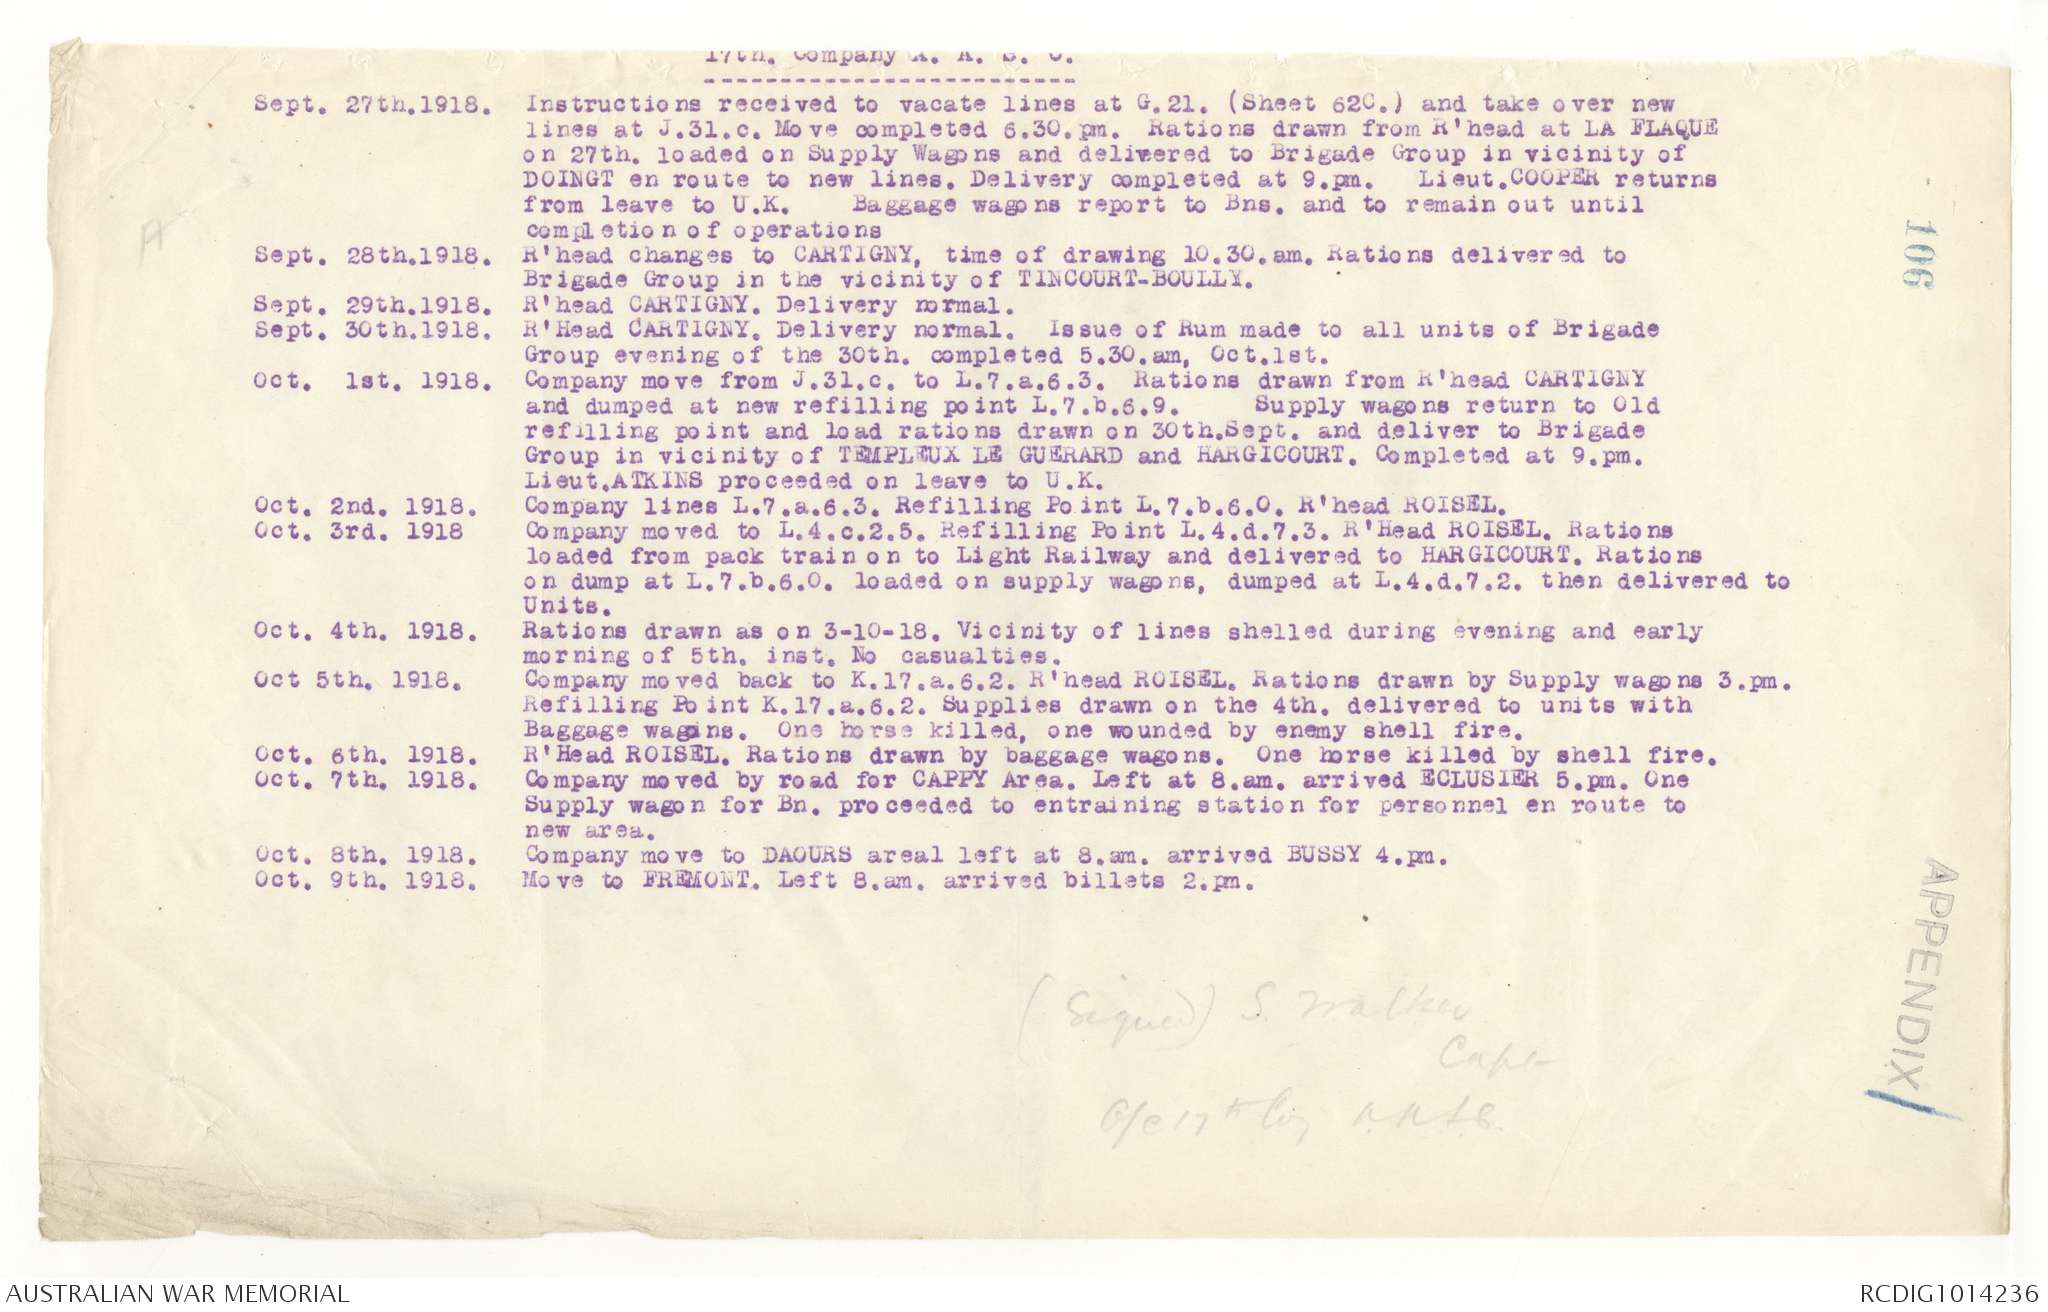 17th. Company A. A. S. C.
Sept. 27th.1918. Instructions received to vacate lines at G.21. (Sheet 62C.) and take over new
lines at J.31.c. Move completed 6.30.pm. Rations drawn from R'head at LA FLAQUE
on 27th. loaded on Supply Wagons and delivered to Brigade Group in vicinity of
DOINGT en route to new lines. Delivery completed at 9.pm. Lieut.COOPER returns
from leave to U.K. Baggage wagons report to Bns. and to remain out until
completion of operations
Sept. 28th.1918. R'head changes to CARTIGNY, time of drawing 10.30.am. Rations delivered to
Brigade Group in the vicinity of TINCOURT-BOULLY.
Sept. 29th.1918. R'head CARTIGNY. Delivery normal.
Sept. 30th.1918. R'Head CARTIGNY. Delivery normal. Issue of Rum made to all units of Brigade
Group evening of the 30th. completed 5.30.am, Oct.1st.
Oct. 1st. 1918. Company move from J.31.c. to L.7.a.6.3. Rations drawn from R'head CARTIGNY
and dumped at new refilling point L.7.b.6.9. Supply wagons return to Old
refilling point and load rations drawn on 30th.Sept. and deliver to Brigade
Group in vicinity of TEMPLEUX LE GUERARD and HARGICOURT. Completed at 9.pm.
Lieut.ATKINS proceeded on leave to U.K.
Oct. 2nd. 1918. Company lines L.7.a.6.3. Refilling Point L.7.b.6.0. R'head ROISEL.
Oct. 3rd. 1918 Company moved to L.4.c.2.5. Refilling Point L.4.d.7.3. R'Head ROISEL. Rations
loaded from pack train on to Light Railway and delivered to HARGICOURT. Rations
on dump at L.7.b.6.0. loaded on supply wagons, dumped at L.4.d.7.2. then delivered to
Units.
Oct. 4th. 1918. Rations drawn as on 3-10-18. Vicinity of lines shelled during evening and early
morning of 5th. inst. No casualties.
Oct 5th. 1918. Company moved back to K.17.a.6.2. R'head ROISEL. Rations drawn by Supply wagons 3.pm.
Refilling Point K.17.a.6.2. Supplies drawn on the 4th. delivered to units with
Baggage wagins. One horse killed, one wounded by enemy shell fire.
Oct. 6th. 1918. R'Head ROISEL. Rations drawn by baggage wagons. One horse killed by shell fire.
Oct. 7th. 1918. Company moved by road for CAPPY Area. Left at 8.am. arrived ECLUSIER 5.pm. One
Supply wagon for Bn. proceeded to entraining station for personnel en route to
new area.
Oct. 8th. 1918. Company move to DAOURS areal left at 8.am. arrived BUSSY 4.pm.
Oct. 9th. 1918. Move to FREMONT. Left 8.am. arrived billets 2.pm.
(Signed) S. Walker
Capt
O/c 17th Coy A.A.S.C.
A
106
APPENDIX
AUSTRALIAN WAR MEMORIAL
RCDIG1014236